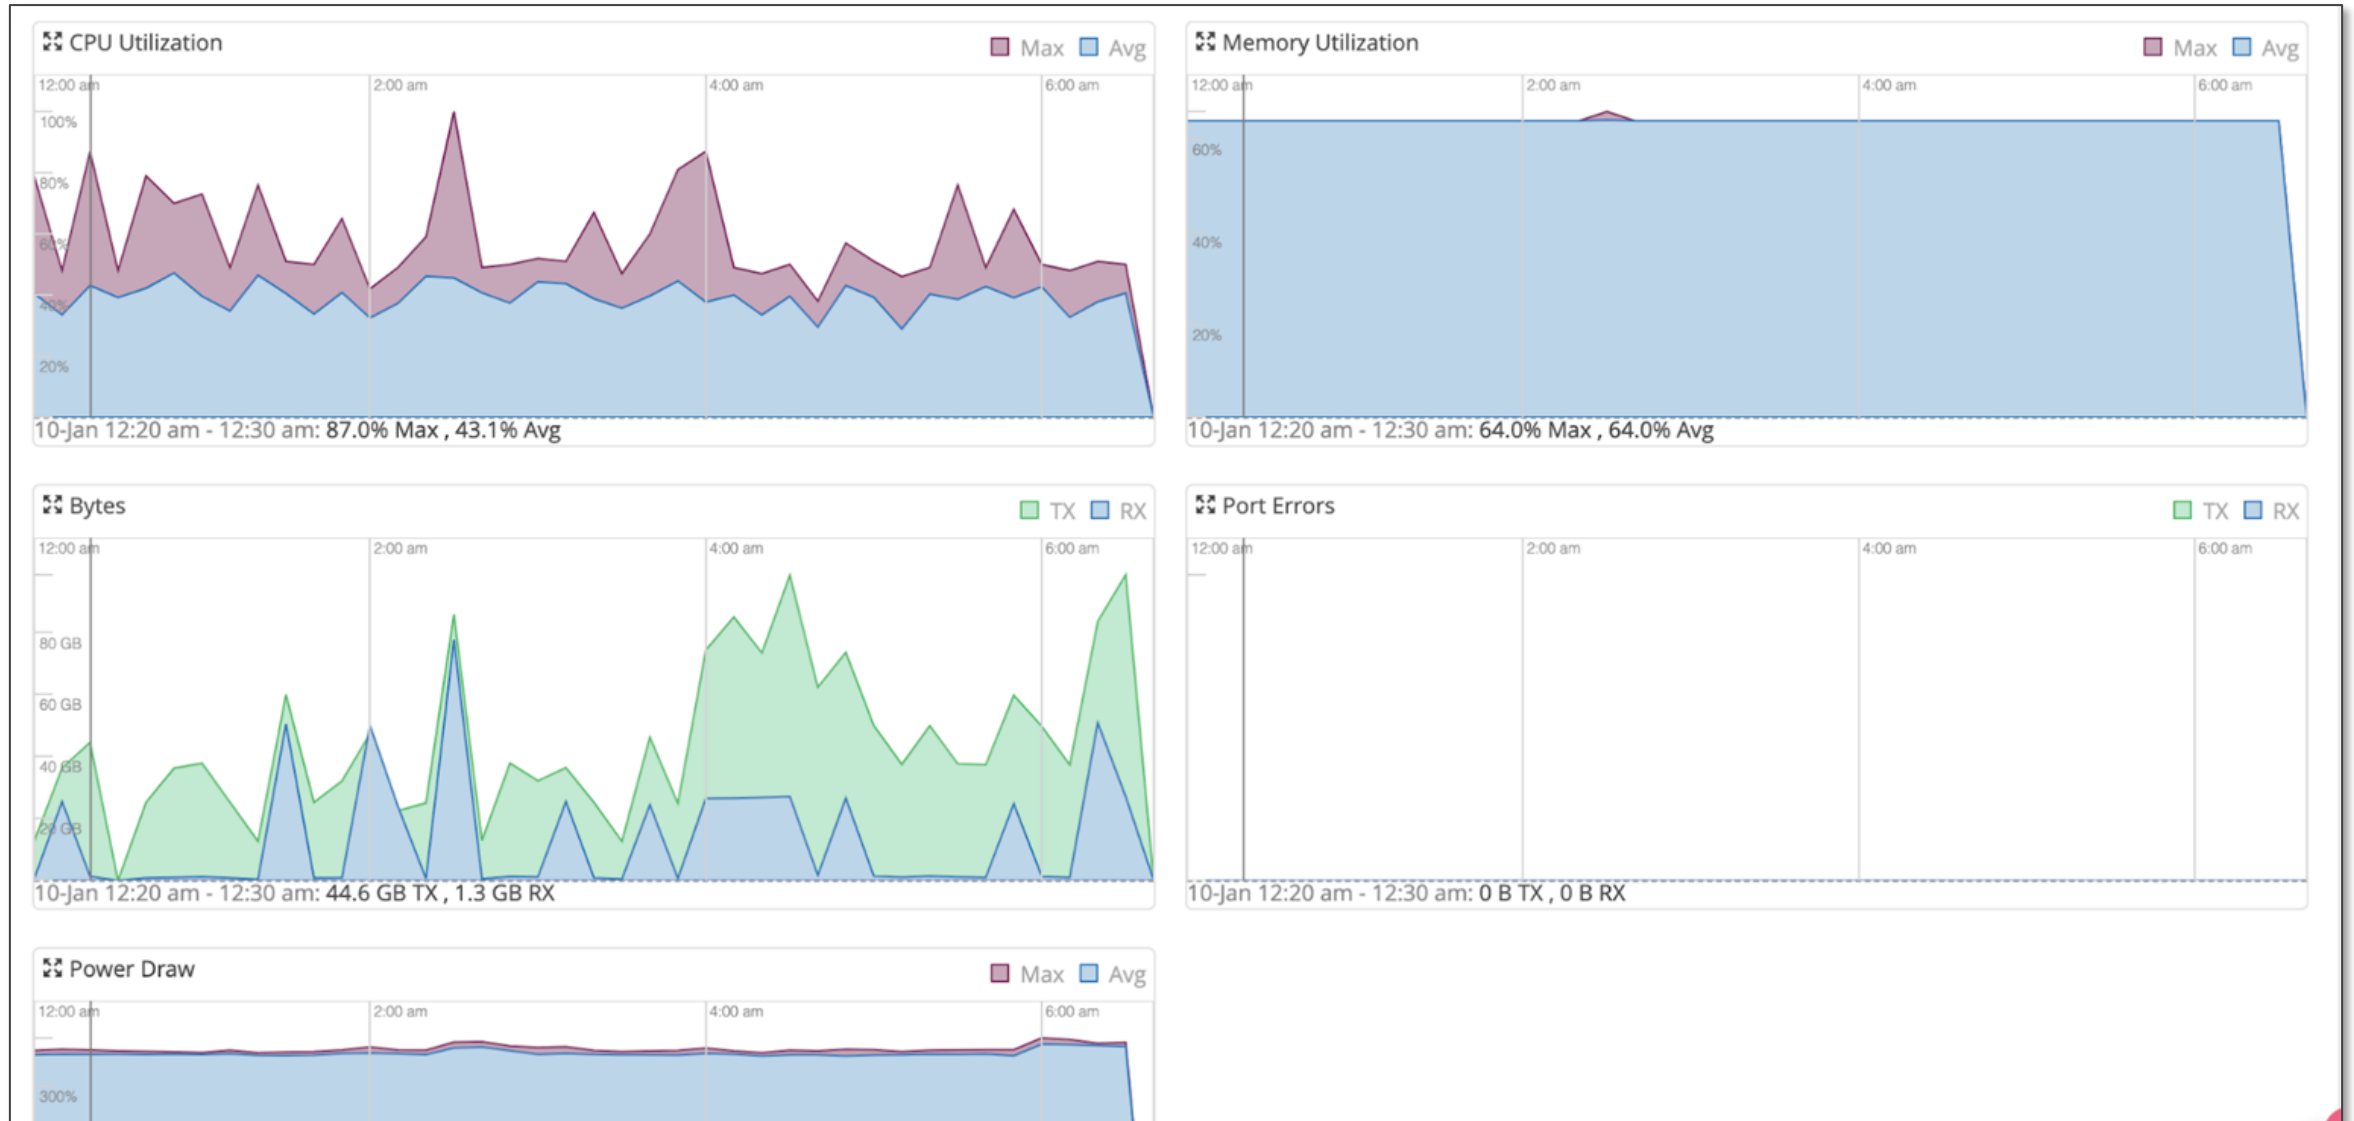 CPU Utilization
Max Avg
12:00 am 2:00 am 4:00 am 6:00 am
100%
80%
60%
40%
20%
10-Jan 12:20 am - 12:30 am: 87.0% Max , 43.1% Avg
Memory Utilization
Max Avg
12:00 am 2:00 am 4:00 am 6:00 am
60%
40%
20%
10-Jan 12:20 am - 12:30 am: 64.0% Max , 64.0% Avg
Bytes
TX RX
12:00 am 2:00 am 4:00 am 6:00 am
80 GB
60 GB
40 GB
20 GB
10-Jan 12:20 am - 12:30 am: 44.6 GB TX , 1.3 GB RX
Port Errors
TX RX
12:00 am 2:00 am 4:00 am 6:00 am
10-Jan 12:20 am - 12:30 am: 0 B TX , 0 B RX
Power Draw
Max Avg
12:00 am 2:00 am 4:00 am 6:00 am
300%